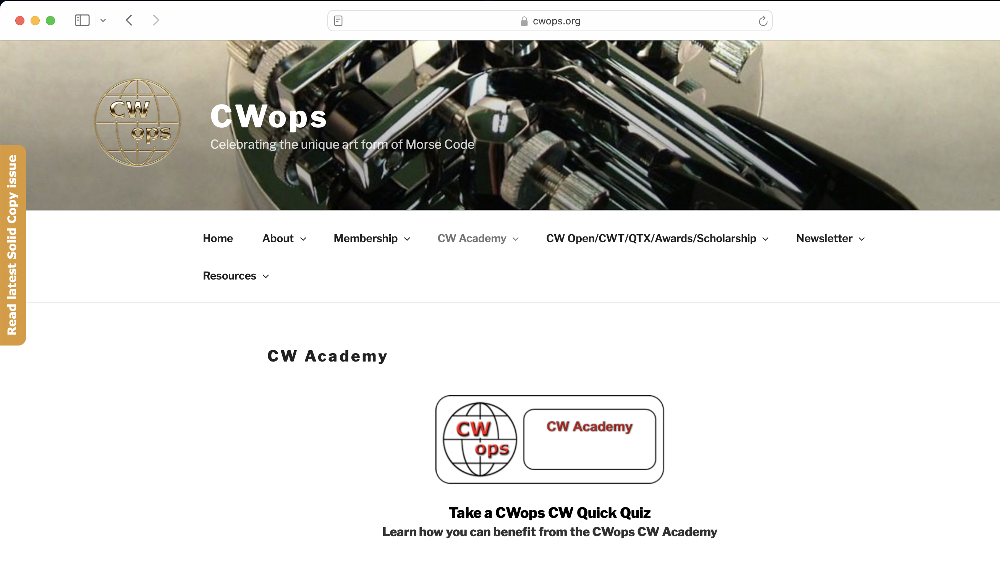 cwops.org
CW
ops
CWops
Celebrating the unique art form of Morse Code
Read latest Solid Copy issue
Home About Membership CW Academy CW Open/CWT/QTX/Awards/Scholarship Newsletter
Resources
CW Academy
CW
ops
CW Academy
Take a CWops CW Quick Quiz
Learn how you can benefit from the CWops CW Academy